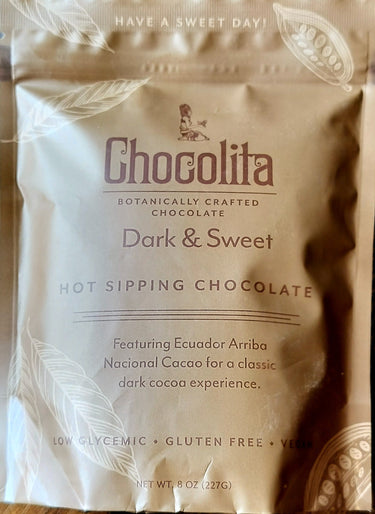 HAVE A SWEET DAY!
Chocolita
BOTANICALLY CRAFTED
CHOCOLATE
Dark & Sweet
HOT SIPPING CHOCOLATE
Featuring Ecuador Arriba
Nacional Cacao for a classic
dark cocoa experience.
LOW GLYCEMIC • GLUTEN FREE •
NET WT. 8 OZ (227G)